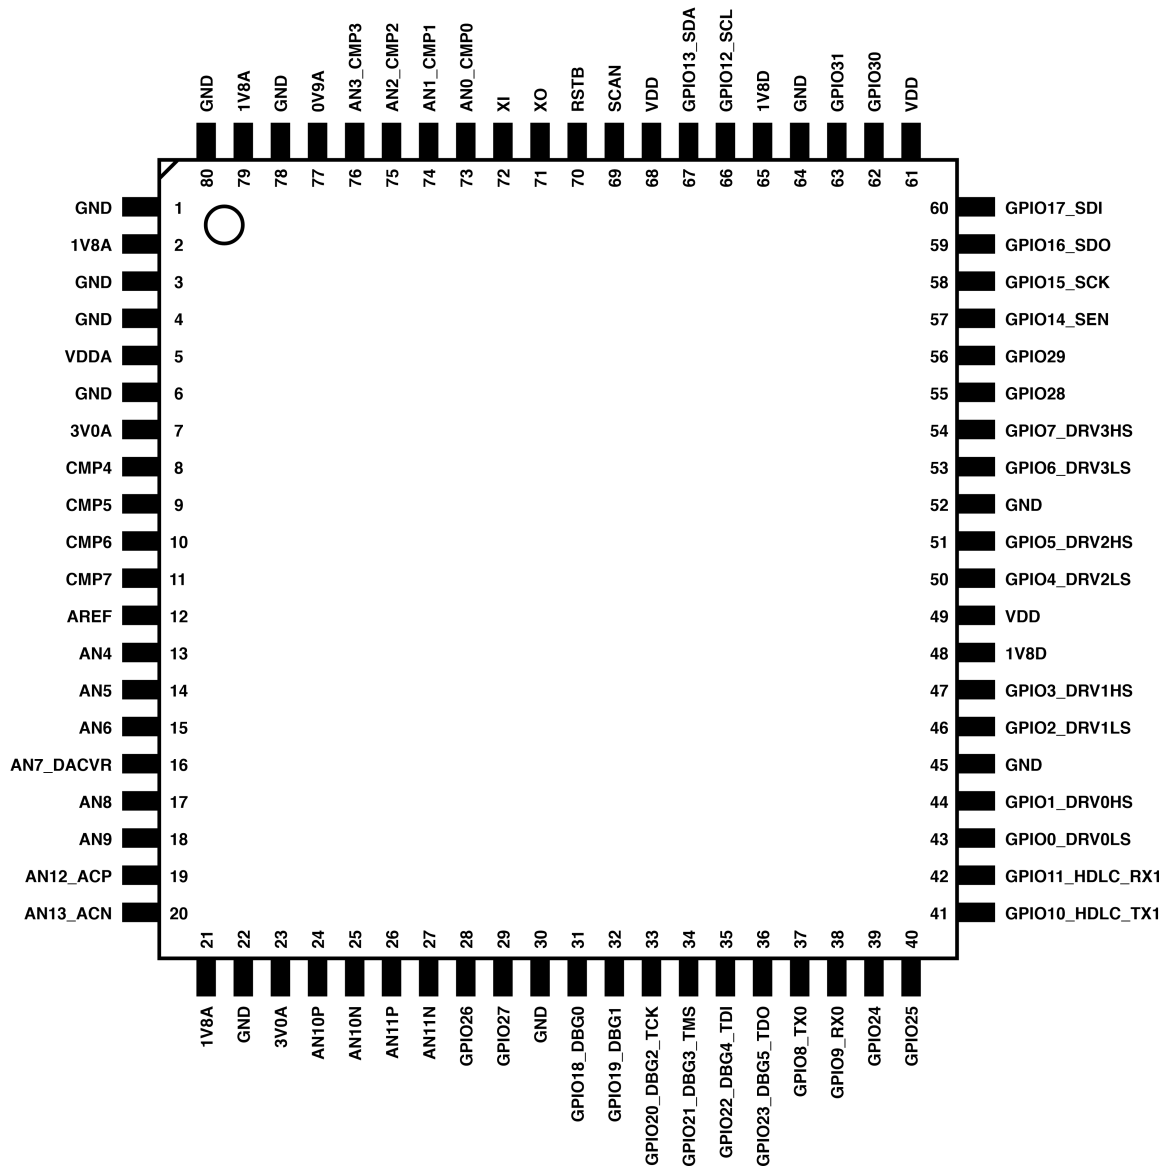 GND
1V8A
GND
0V9A
AN3_CMP3
AN2_CMP2
AN1_CMP1
AN0_CMP0
XI
XO
RSTB
SCAN
VDD
GPIO13_SDA
GPIO12_SCL
1V8D
GND
GPIO31
GPIO30
VDD
80 79 78 77 76 75 74 73 72 71 70 69 68 67 66 65 64 63 62 61
GND 1 60 GPIO17_SDI
1V8A 2 59 GPIO16_SDO
GND 3 58 GPIO15_SCK
GND 4 57 GPIO14_SEN
VDDA 5 56 GPIO29
GND 6 55 GPIO28
3V0A 7 54 GPIO7_DRV3HS
CMP4 8 53 GPIO6_DRV3LS
CMP5 9 52 GND
CMP6 10 51 GPIO5_DRV2HS
CMP7 11 50 GPIO4_DRV2LS
AREF 12 49 VDD
AN4 13 48 1V8D
AN5 14 47 GPIO3_DRV1HS
AN6 15 46 GPIO2_DRV1LS
AN7_DACVR 16 45 GND
AN8 17 44 GPIO1_DRV0HS
AN9 18 43 GPIO0_DRV0LS
AN12_ACP 19 42 GPIO11_HDLC_RX1
AN13_ACN 20 41 GPIO10_HDLC_TX1
21 22 23 24 25 26 27 28 29 30 31 32 33 34 35 36 37 38 39 40
1V8A
GND
3V0A
AN10P
AN10N
AN11P
AN11N
GPIO26
GPIO27
GND
GPIO18_DBG0
GPIO19_DBG1
GPIO20_DBG2_TCK
GPIO21_DBG3_TMS
GPIO22_DBG4_TDI
GPIO23_DBG5_TDO
GPIO8_TX0
GPIO9_RX0
GPIO24
GPIO25